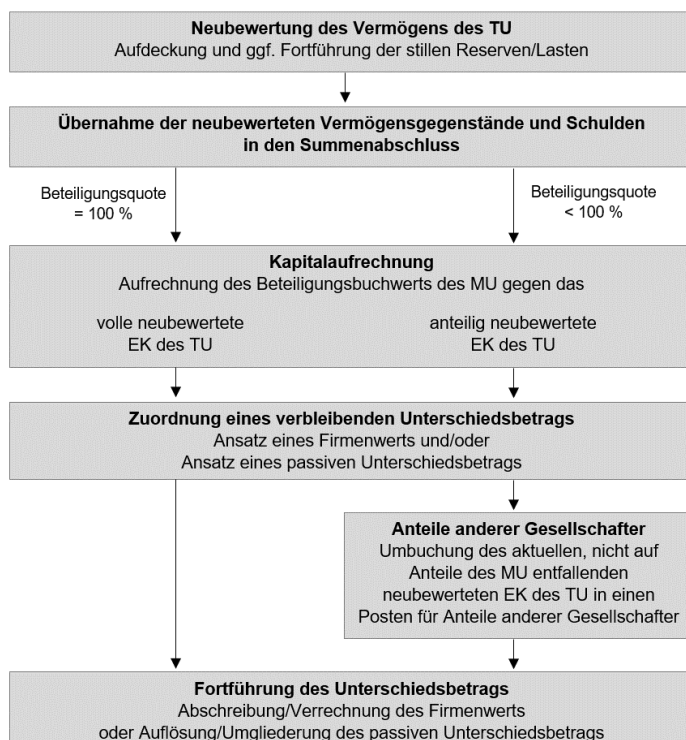 Neubewertung des Vermögens des TU
Aufdeckung und ggf. Fortführung der stillen Reserven/Lasten
Übernahme der neubewerteten Vermögensgegenstände und Schulden
in den Summenabschluss
Beteiligungsquote
= 100 %
Beteiligungsquote
< 100 %
Kapitalaufrechnung
Aufrechnung des Beteiligungsbuchwerts des MU gegen das
volle neubewertete
EK des TU
anteilig neubewertete
EK des TU
Zuordnung eines verbleibenden Unterschiedsbetrags
Ansatz eines Firmenwerts und/oder
Ansatz eines passiven Unterschiedsbetrags
Anteile anderer Gesellschafter
Umbuchung des aktuellen, nicht auf
Anteile des MU entfallenden
neubewerteten EK des TU in einen
Posten für Anteile anderer Gesellschafter
Fortführung des Unterschiedsbetrags
Abschreibung/Verrechnung des Firmenwerts
oder Auflösung/Umgliederung des passiven Unterschiedsbetrags